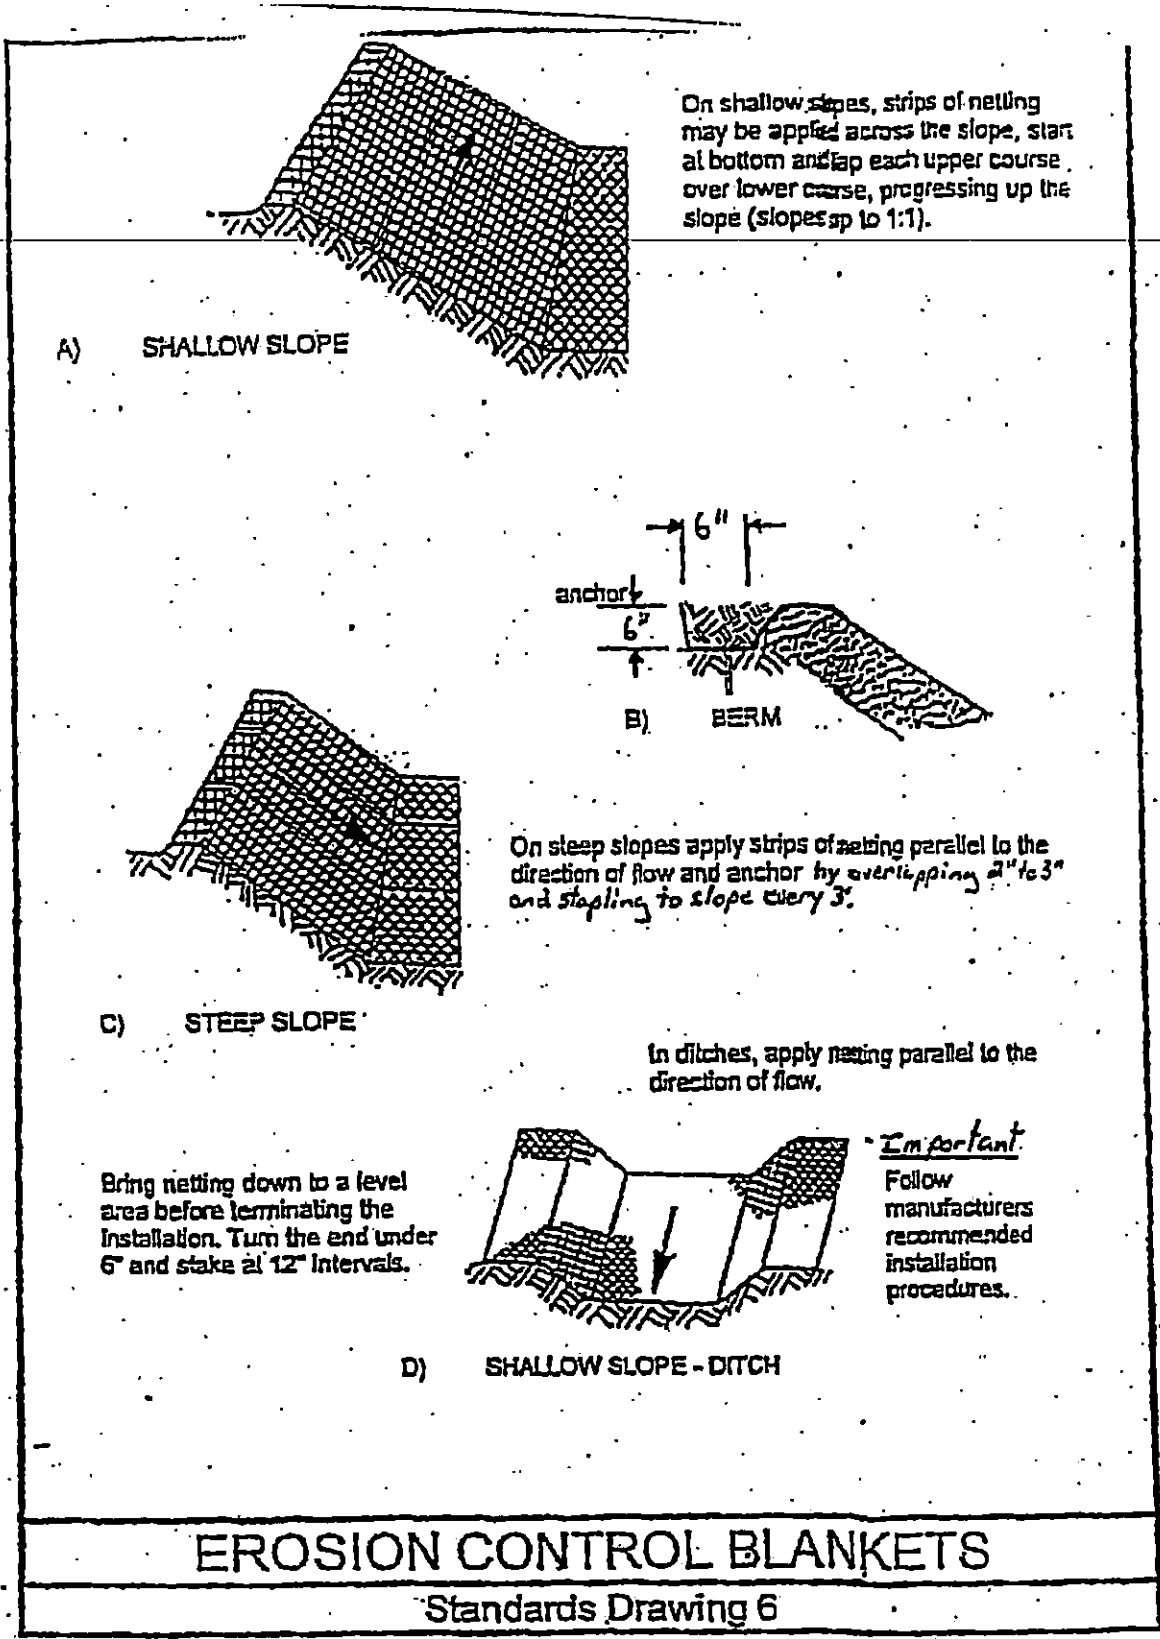 On shallow slopes, strips of netting
may be applied across the slope, start
at bottom and lap each upper course
over lower course, progressing up the
slope (slopes up to 1:1).
A) SHALLOW SLOPE
6"
anchor
6"
B) BERM
On steep slopes apply strips of netting parallel to the
direction of flow and anchor by overlapping 2" to 3"
and stapling to slope every 3'.
C) STEEP SLOPE
In ditches, apply netting parallel to the
direction of flow.
Important
Follow
manufacturers
recommended
installation
procedures.
Bring netting down to a level
area before terminating the
installation. Turn the end under
6" and stake at 12" intervals.
D) SHALLOW SLOPE - DITCH
EROSION CONTROL BLANKETS
Standards Drawing 6